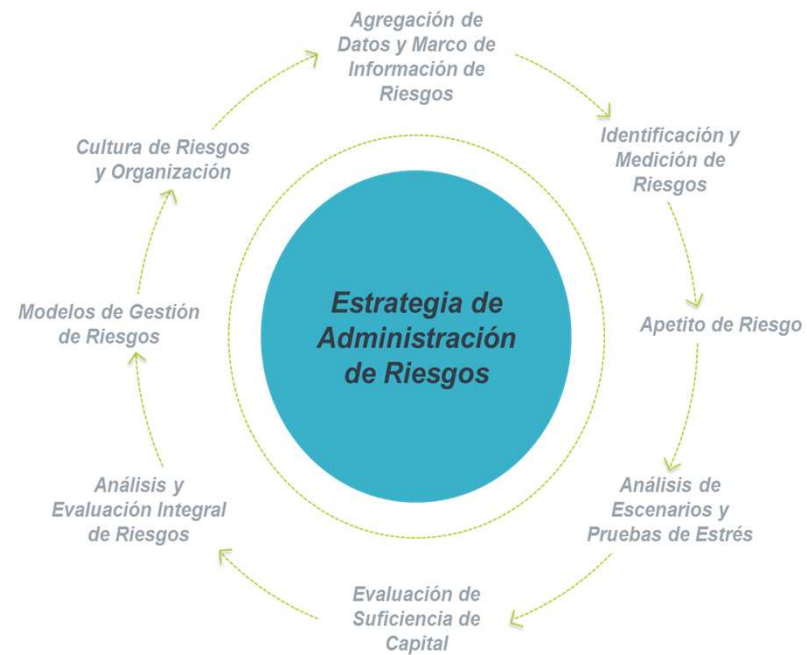 Agregación de
Datos y Marco de
Información de
Riesgos
Identificación y
Medición de
Riesgos
Apetito de Riesgo
Análisis de
Escenarios y
Pruebas de Estrés
Evaluación de
Suficiencia de
Capital
Análisis y
Evaluación Integral
de Riesgos
Modelos de Gestión
de Riesgos
Cultura de Riesgos
y Organización
Estrategia de
Administración
de Riesgos